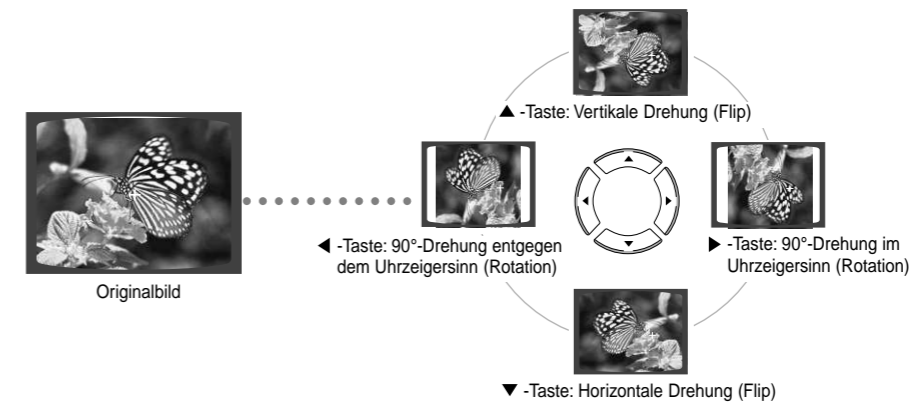 ▲ -Taste: Vertikale Drehung (Flip)
◀ -Taste: 90°-Drehung entgegen
dem Uhrzeigersinn (Rotation)
▶ -Taste: 90°-Drehung im
Uhrzeigersinn (Rotation)
Originalbild
▼ -Taste: Horizontale Drehung (Flip)